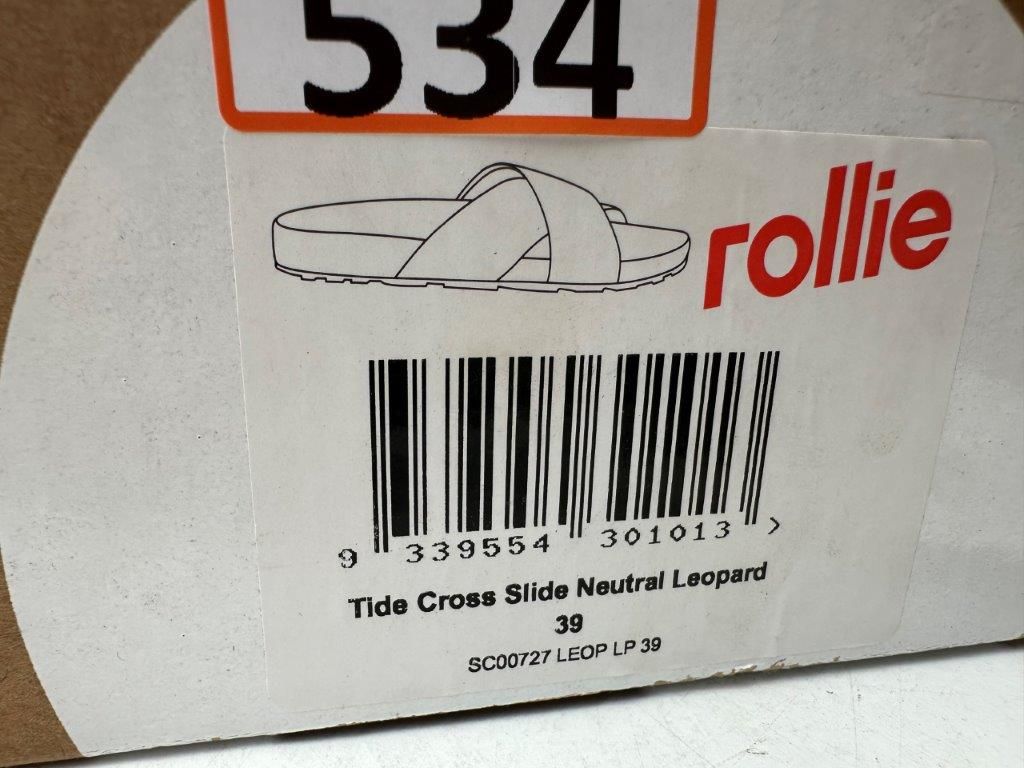 534
rollie
9 339554 301013 >
Tide Cross Slide Neutral Leopard
39
SC00727 LEOP LP 39